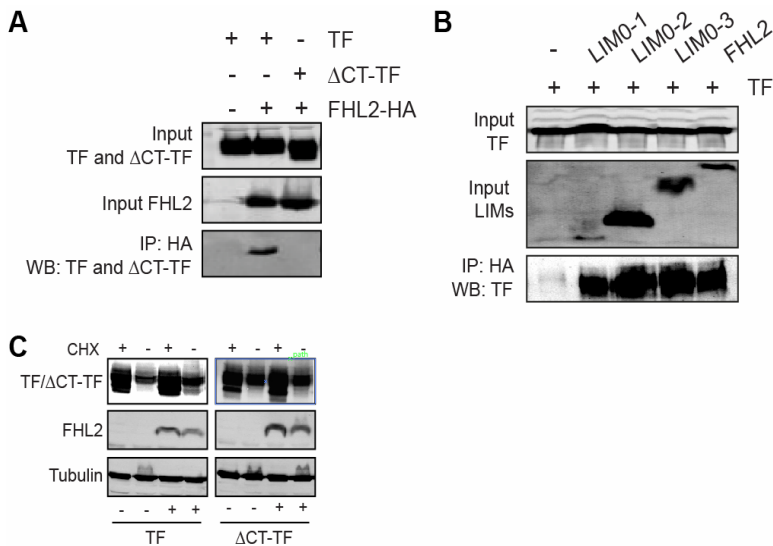 A
+ + - TF
- - + ΔCT-TF
- + + FHL2-HA
Input
TF and ΔCT-TF
Input FHL2
IP: HA
WB: TF and ΔCT-TF
B
- LIM0-1 LIM0-2 LIM0-3 FHL2
+ + + + + TF
Input
TF
Input
LIMs
IP: HA
WB: TF
C
CHX + - + - + - + -
path
TF/ΔCT-TF
FHL2
Tubulin
- - + + - - + +
TF ΔCT-TF